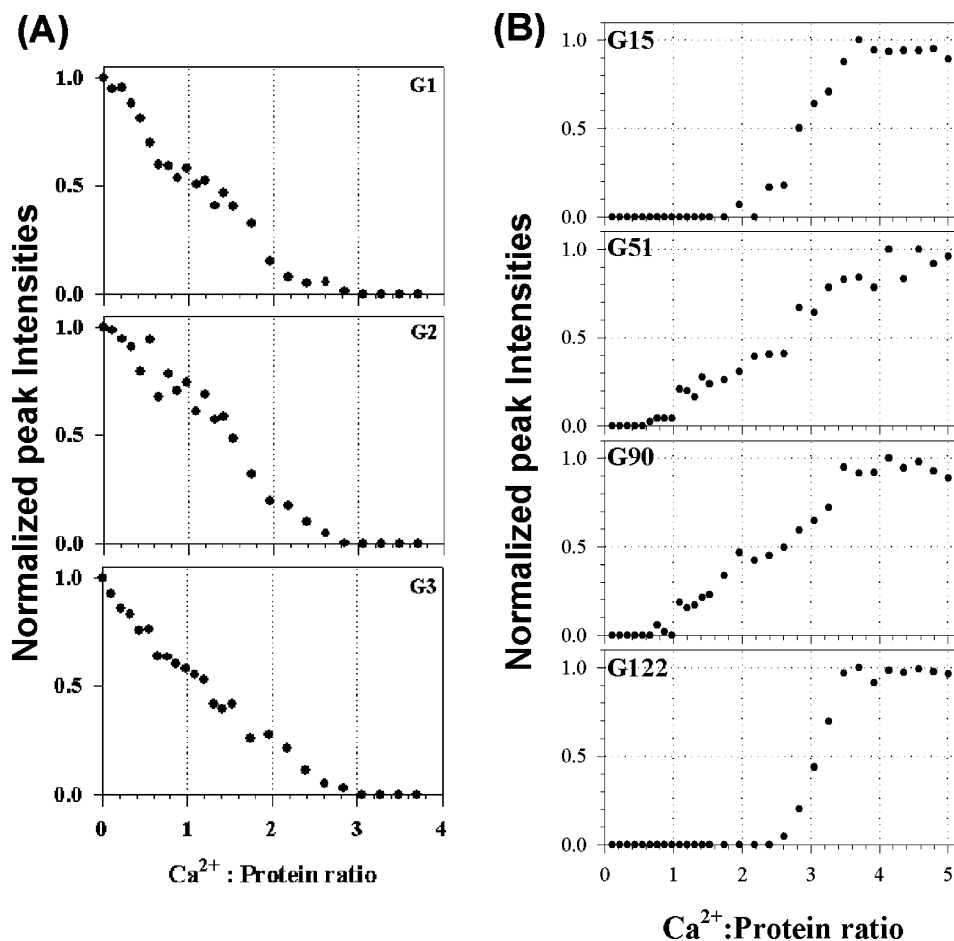 (A)
Normalized peak Intensities
1.0
0.5
0.0
G1
1.0
0.5
0.0
G2
1.0
0.5
0.0
G3
0 1 2 3 4
Ca²⁺ : Protein ratio
(B)
Normalized peak Intensities
1.0
0.5
0.0
G15
1.0
0.5
0.0
G51
1.0
0.5
0.0
G90
1.0
0.5
0.0
G122
0 1 2 3 4 5
Ca²⁺:Protein ratio